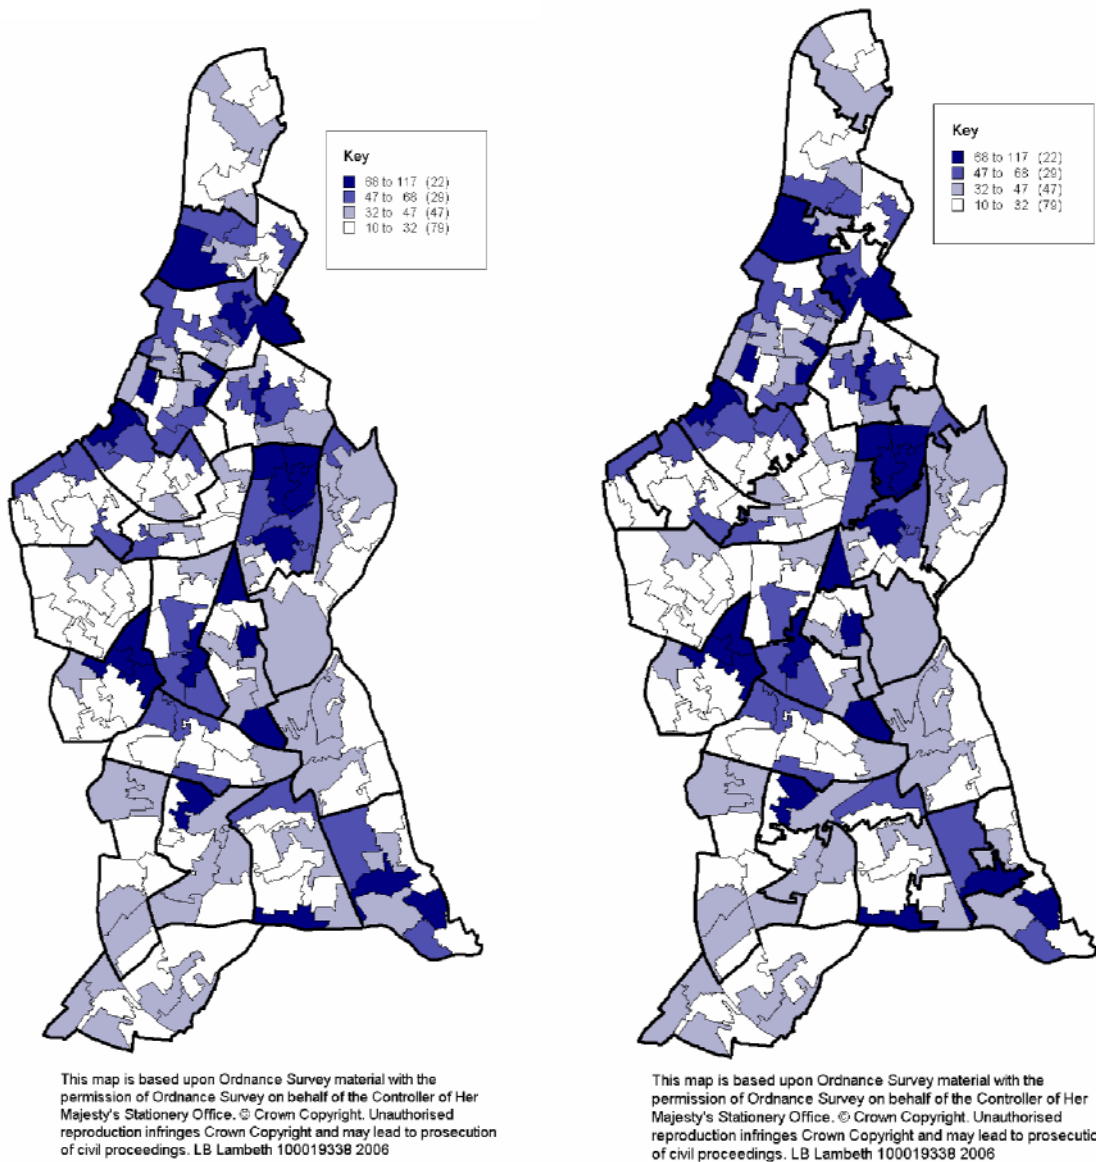 Key
68 to 117 (22)
47 to 68 (29)
32 to 47 (47)
10 to 32 (79)
This map is based upon Ordnance Survey material with the
permission of Ordnance Survey on behalf of the Controller of Her
Majesty's Stationery Office. © Crown Copyright. Unauthorised
reproduction infringes Crown Copyright and may lead to prosecution
of civil proceedings. LB Lambeth 100019338 2006
Key
68 to 117 (22)
47 to 68 (29)
32 to 47 (47)
10 to 32 (79)
This map is based upon Ordnance Survey material with the
permission of Ordnance Survey on behalf of the Controller of Her
Majesty's Stationery Office. © Crown Copyright. Unauthorised
reproduction infringes Crown Copyright and may lead to prosecutio
of civil proceedings. LB Lambeth 100019338 2006